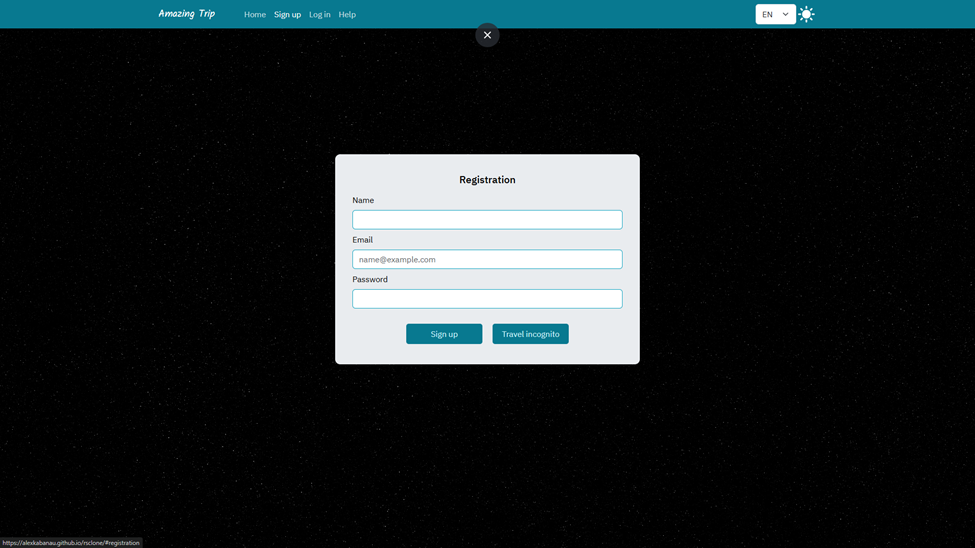 Amazing Trip
Home
Sign up
Log in
Help
EN
Registration
Name
Email
name@example.com
Password
Sign up
Travel incognito
https://alexkabanau.github.io/rsclone/#registration